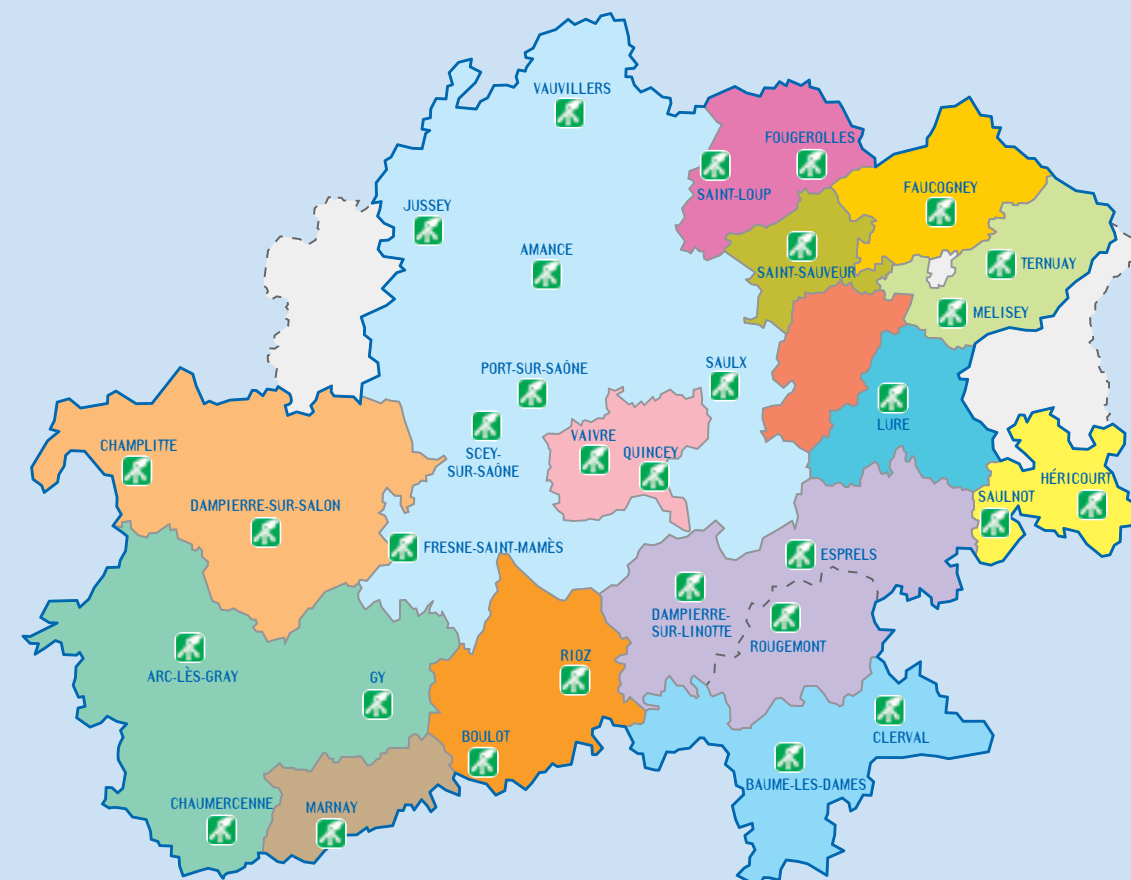 VAUVILLERS
FOUGEROLLES
SAINT-LOUP
FAUCOGNEY
JUSSEY
AMANCE
SAINT-SAUVEUR
TERNUAY
MELISEY
PORT-SUR-SAÔNE
SAULX
LURE
SCEY-
SUR-SAÔNE
VAIVRE
QUINCEY
CHAMPLITTE
HÉRICOURT
SAULNOT
DAMPIERRE-SUR-SALON
FRESNE-SAINT-MAMÈS
ESPRELS
DAMPIERRE-
SUR-LINOTTE
ROUGEMONT
ARC-LÈS-GRAY
GY
RIOZ
BOULOT
CLERVAL
BAUME-LES-DAMES
CHAUMERCENNE
MARNAY